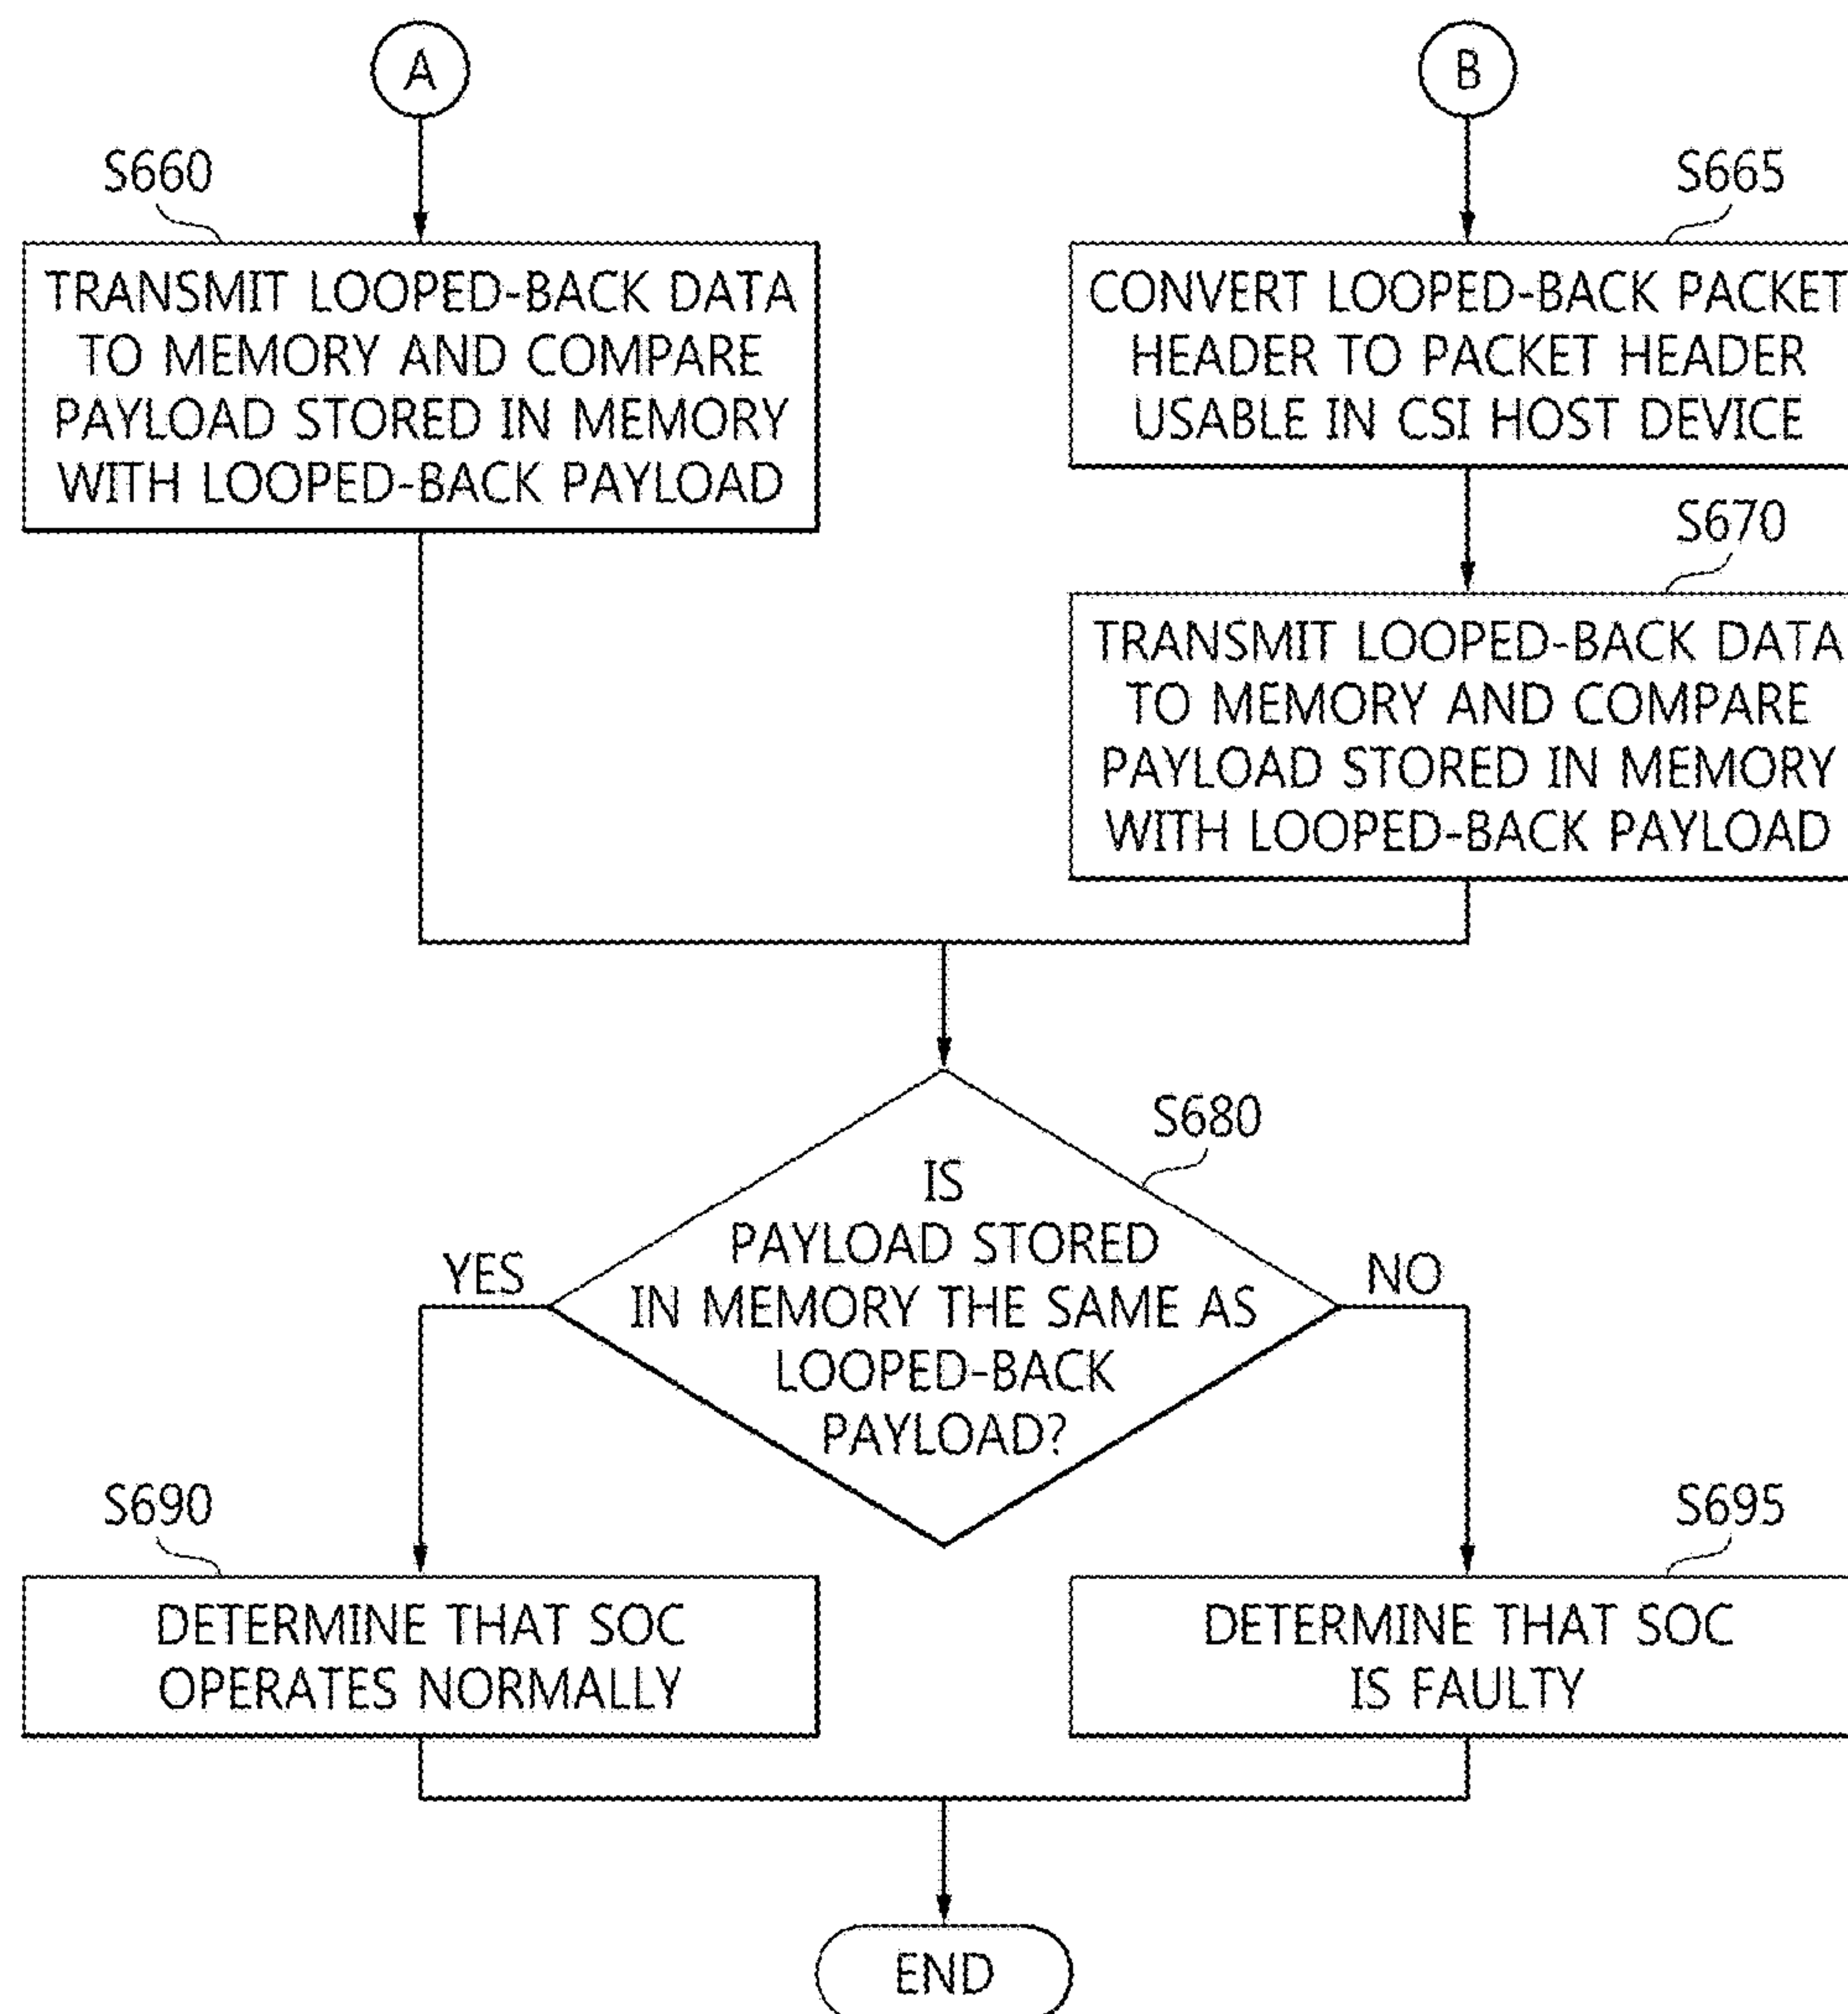 A
B
S660
S665
TRANSMIT LOOPED-BACK DATA
TO MEMORY AND COMPARE
PAYLOAD STORED IN MEMORY
WITH LOOPED-BACK PAYLOAD
CONVERT LOOPED-BACK PACKET
HEADER TO PACKET HEADER
USABLE IN CSI HOST DEVICE
S670
TRANSMIT LOOPED-BACK DATA
TO MEMORY AND COMPARE
PAYLOAD STORED IN MEMORY
WITH LOOPED-BACK PAYLOAD
S680
IS
PAYLOAD STORED
IN MEMORY THE SAME AS
LOOPED-BACK
PAYLOAD?
YES
NO
S690
S695
DETERMINE THAT SOC
OPERATES NORMALLY
DETERMINE THAT SOC
IS FAULTY
END